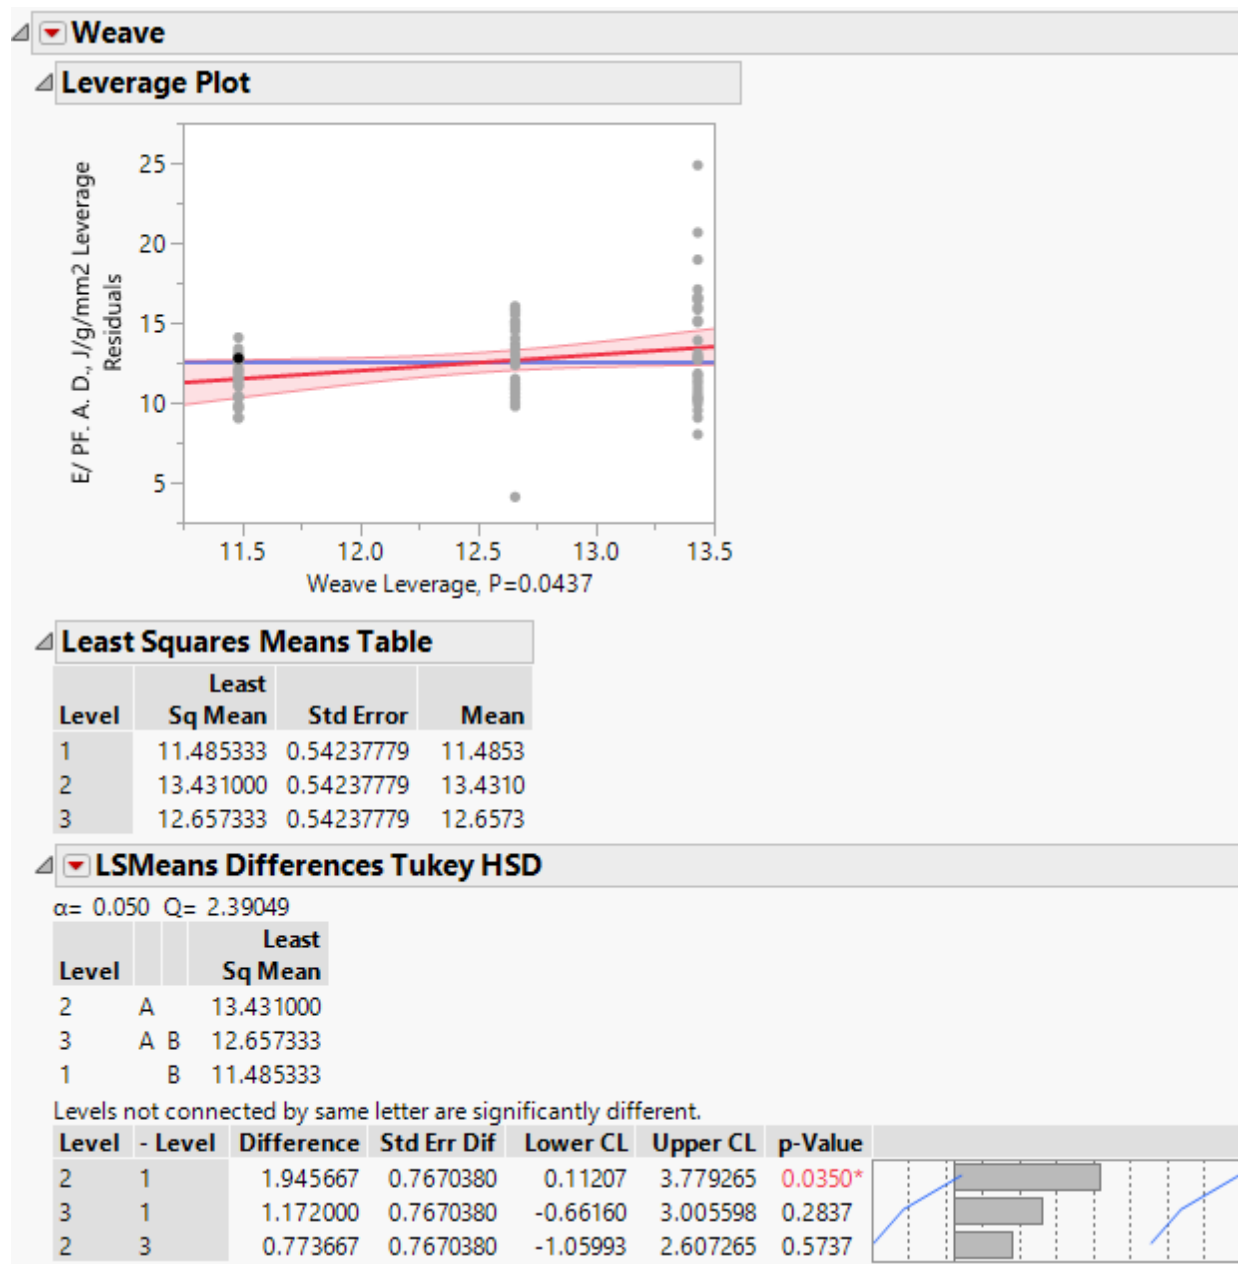 Weave
Leverage Plot
E/ PF. A. D., J/g/mm2 Leverage
Residuals
25
20
15
10
5
11.5 12.0 12.5 13.0 13.5
Weave Leverage, P=0.0437
Least Squares Means Table
Least
Level Sq Mean Std Error Mean
1 11.485333 0.54237779 11.4853
2 13.431000 0.54237779 13.4310
3 12.657333 0.54237779 12.6573
LSMeans Differences Tukey HSD
α= 0.050 Q= 2.39049
Least
Level Sq Mean
2 A 13.431000
3 A B 12.657333
1 B 11.485333
Levels not connected by same letter are significantly different.
Level - Level Difference Std Err Dif Lower CL Upper CL p-Value
2 1 1.945667 0.7670380 0.11207 3.779265 0.0350*
3 1 1.172000 0.7670380 -0.66160 3.005598 0.2837
2 3 0.773667 0.7670380 -1.05993 2.607265 0.5737